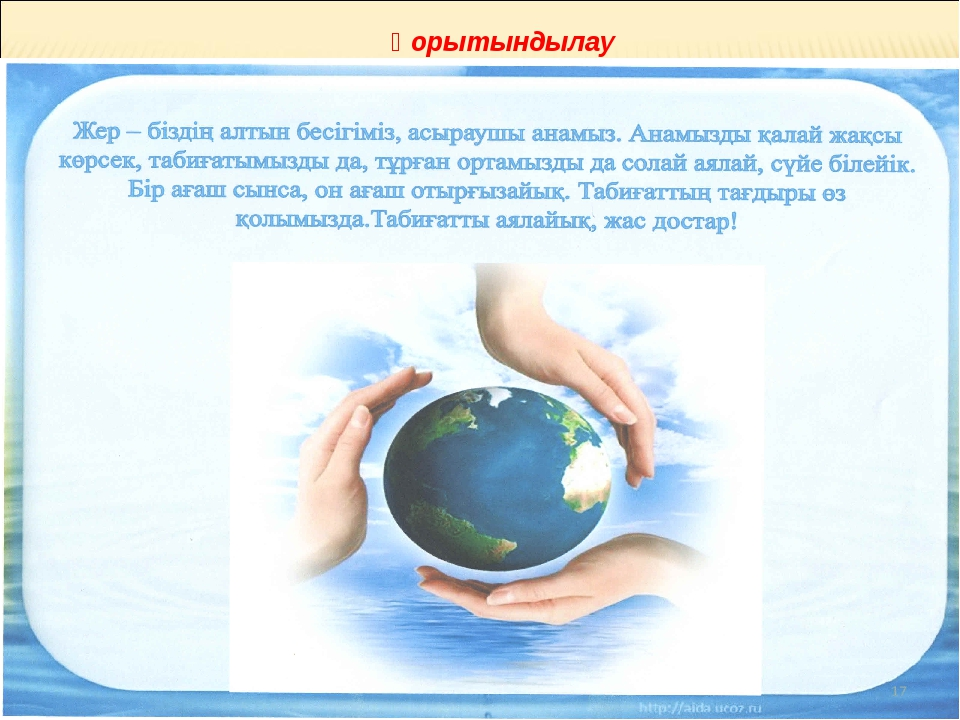 Қорытындылау
Жер – біздің алтын бесігіміз, асыраушы анамыз. Анамызды қалай жақсы
көрсек, табиғатымызды да, тұрған ортамызды да солай аялай, сүйе білейік.
Бір ағаш сынса, он ағаш отырғызайық. Табиғаттың тағдыры өз
қолымызда.Табиғатты аялайық, жас достар!
17
http://aida.ucoz.ru